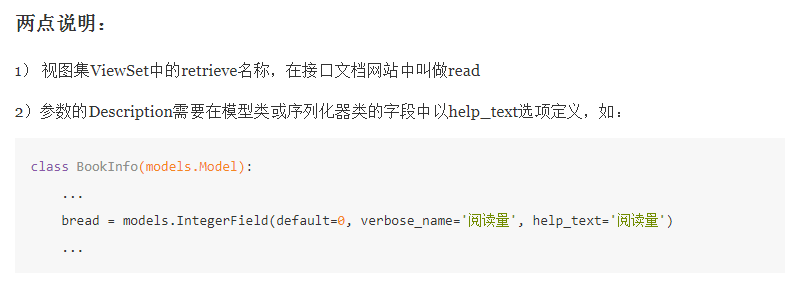 两点说明：
1） 视图集ViewSet中的retrieve名称，在接口文档网站中叫做read
2）参数的Description需要在模型类或序列化器类的字段中以help_text选项定义，如：
class BookInfo(models.Model):
    ...
    bread = models.IntegerField(default=0, verbose_name='阅读量', help_text='阅读量')
    ...